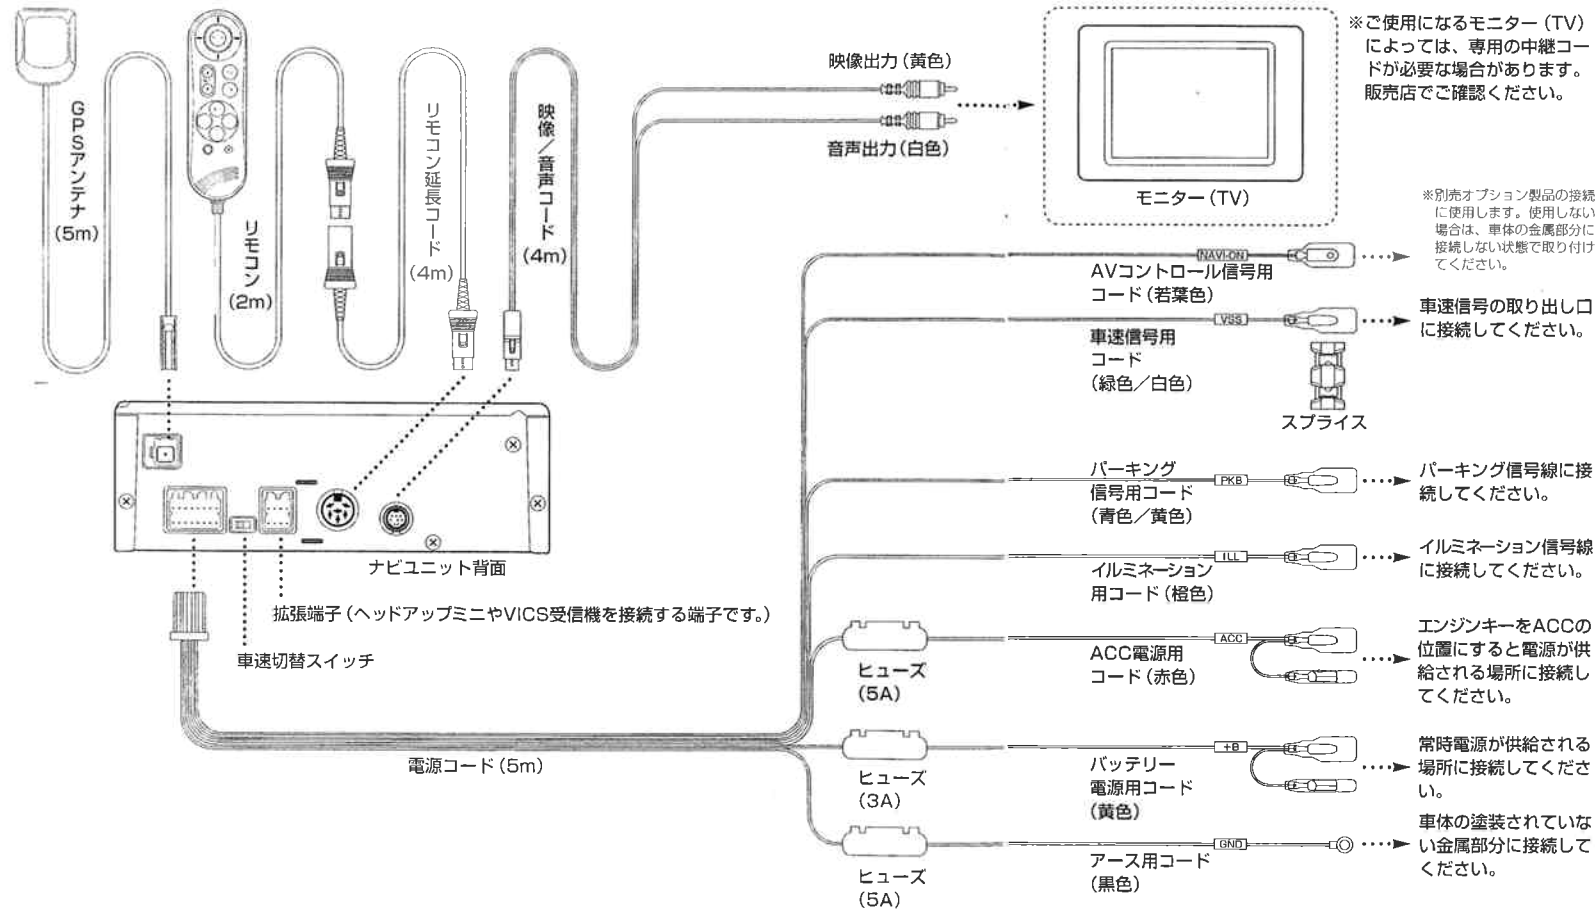 GPSアンテナ
(5m)
リモコン
(2m)
リモコン延長コード
(4m)
映像／音声コード
(4m)
映像出力(黄色)
音声出力(白色)
モニター(TV)
※ご使用になるモニター(TV)
によっては、専用の中継コー
ドが必要な場合があります。
販売店でご確認ください。
※別売オプション製品の接続
に使用します。使用しない
場合は、車体の金属部分に
接続しない状態で取り付け
てください。
NAVI-ON
AVコントロール信号用
コード(若葉色)
VSS
車速信号用
コード
(緑色／白色)
車速信号の取り出し口
に接続してください。
スプライス
PKB
パーキング
信号用コード
(青色／黄色)
パーキング信号線に接
続してください。
ILL
イルミネーション
用コード(橙色)
イルミネーション信号線
に接続してください。
ナビユニット背面
拡張端子(ヘッドアップミニやVICS受信機を接続する端子です。)
車速切替スイッチ
電源コード(5m)
ヒューズ
(5A)
ACC
ACC電源用
コード(赤色)
エンジンキーをACCの
位置にすると電源が供
給される場所に接続し
てください。
ヒューズ
(3A)
+B
バッテリー
電源用コード
(黄色)
常時電源が供給される
場所に接続してくださ
い。
ヒューズ
(5A)
GND
アース用コード
(黒色)
車体の塗装されていな
い金属部分に接続して
ください。